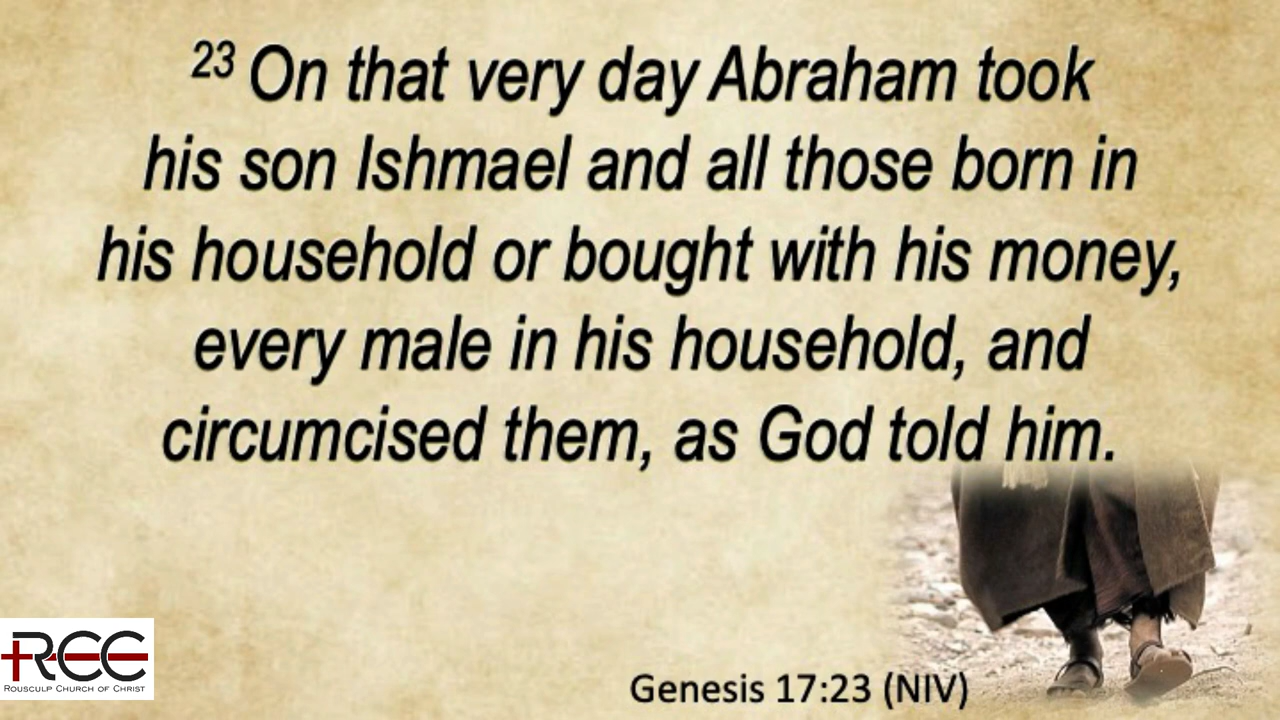 23 On that very day Abraham took
his son Ishmael and all those born in
his household or bought with his money,
every male in his household, and
circumcised them, as God told him.
RCC
Rousculp Church of Christ
Genesis 17:23 (NIV)